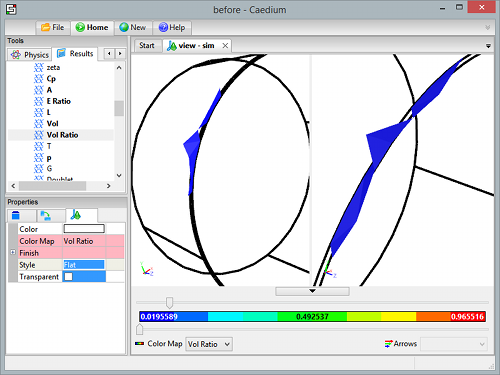 before - Caedium
File Home New Help
Tools
Physics Results
zeta
Cp
A
E Ratio
L
Vol
Vol Ratio
T
p
G
Doublet
Properties
Color
Color Map Vol Ratio
Finish
Style Flat
Transparent
Start view - sim
0.0195589 0.492537 0.965516
Color Map Vol Ratio Arrows